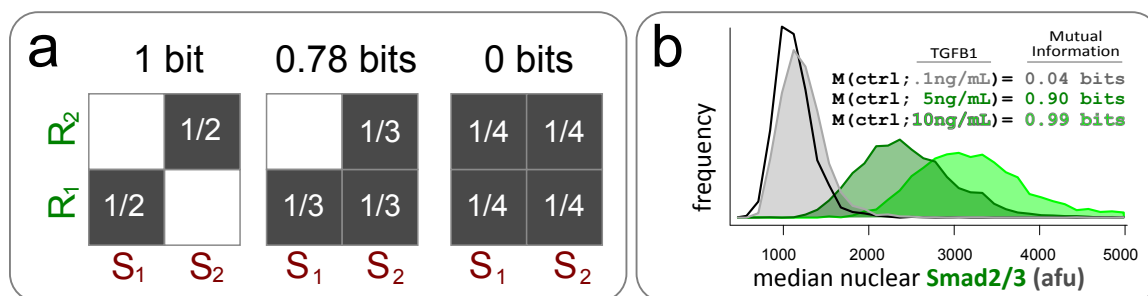 a
1 bit 0.78 bits 0 bits
R2 1/2 1/3 1/4 1/4
R1 1/2 1/3 1/3 1/4 1/4
S1 S2 S1 S2 S1 S2
b
TGFB1 Mutual Information
M(ctrl; .1ng/mL)= 0.04 bits
M(ctrl; 5ng/mL)= 0.90 bits
M(ctrl; 10ng/mL)= 0.99 bits
frequency
1000 2000 3000 4000 5000
median nuclear Smad2/3 (afu)